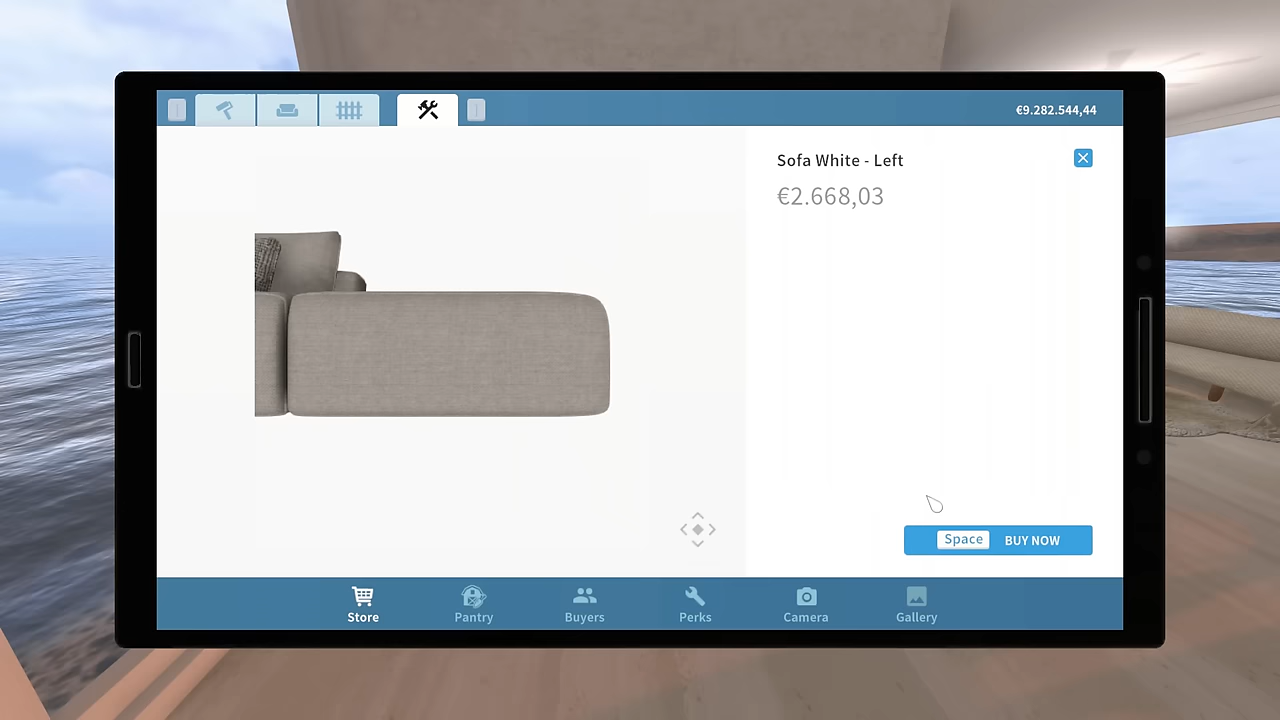 €9.282.544,44
Sofa White - Left
€2.668,03
Space BUY NOW
Store Pantry Buyers Perks Camera Gallery